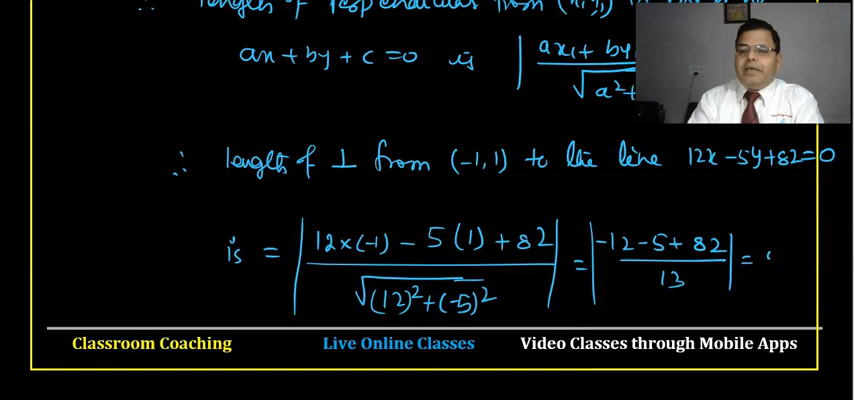 ∴ length of perpendicular from (x₁, y₁) to
ax + by + c = 0 is | ax₁ + by / √a²+
∴ length of ⊥ from (-1, 1) to the line 12x - 5y + 82 = 0
is = | 12×(-1) - 5(1) + 82 / √(12)² + (-5)² | = | -12 - 5 + 82 / 13 | =
Classroom Coaching Live Online Classes Video Classes through Mobile Apps